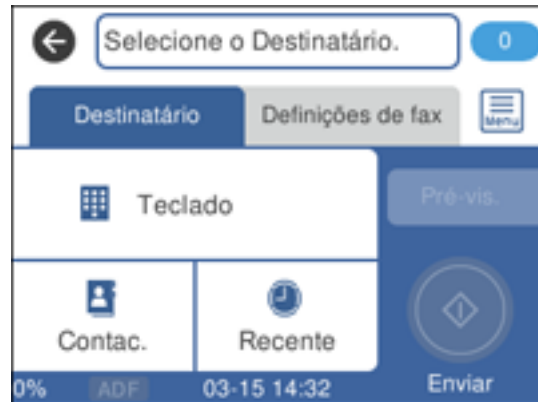 Selecione o Destinatário.
0
Destinatário
Definições de fax
Menu
Teclado
Pré-vis.
Contac.
Recente
0%
ADF
03-15 14:32
Enviar